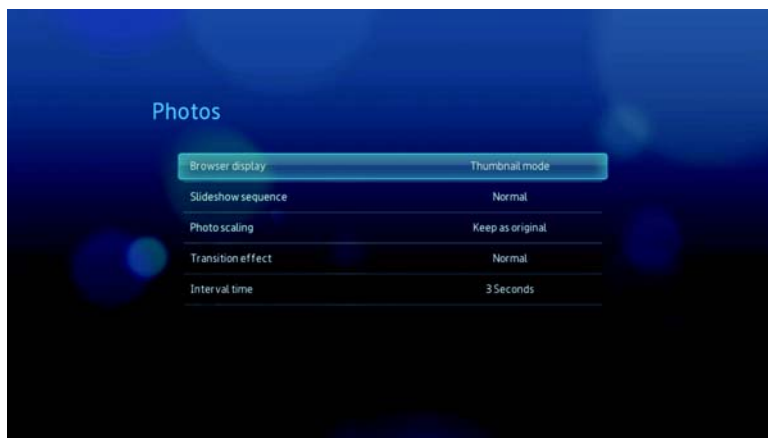 Photos
Browser display Thumbnail mode
Slideshow sequence Normal
Photo scaling Keep as original
Transition effect Normal
Interval time 3 Seconds